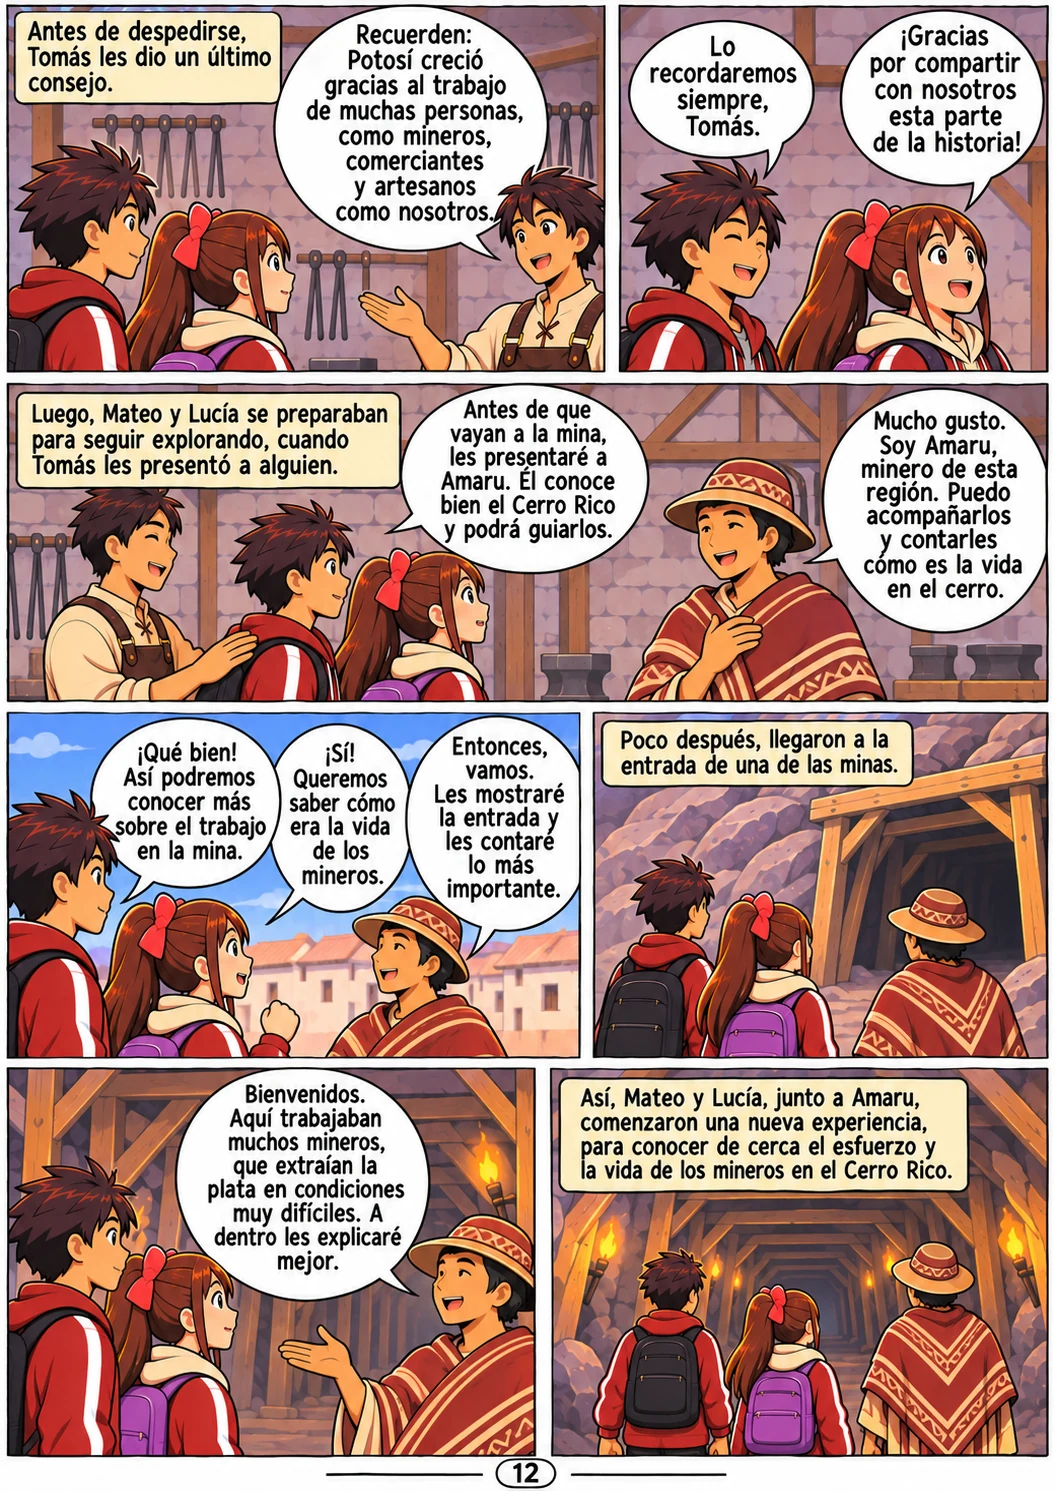 Antes de despedirse,
Tomás les dio un último
consejo.
Recuerden:
Potosí creció
gracias al trabajo
de muchas personas,
como mineros,
comerciantes
y artesanos
como nosotros.
Lo
recordaremos
siempre,
Tomás.
¡Gracias
por compartir
con nosotros
esta parte
de la historia!
Luego, Mateo y Lucía se preparaban
para seguir explorando, cuando
Tomás les presentó a alguien.
Antes de que
vayan a la mina,
les presentaré a
Amaru. Él conoce
bien el Cerro Rico
y podrá guiarlos.
Mucho gusto.
Soy Amaru,
minero de esta
región. Puedo
acompañarlos
y contarles
cómo es la vida
en el cerro.
¡Qué bien!
Así podremos
conocer más
sobre el trabajo
en la mina.
¡Sí!
Queremos
saber cómo
era la vida
de los
mineros.
Entonces,
vamos.
Les mostraré
la entrada y
les contaré
lo más
importante.
Poco después, llegaron a la
entrada de una de las minas.
Bienvenidos.
Aquí trabajaban
muchos mineros,
que extraían la
plata en condiciones
muy difíciles. A
dentro les explicaré
mejor.
Así, Mateo y Lucía, junto a Amaru,
comenzaron una nueva experiencia,
para conocer de cerca el esfuerzo y
la vida de los mineros en el Cerro Rico.
12